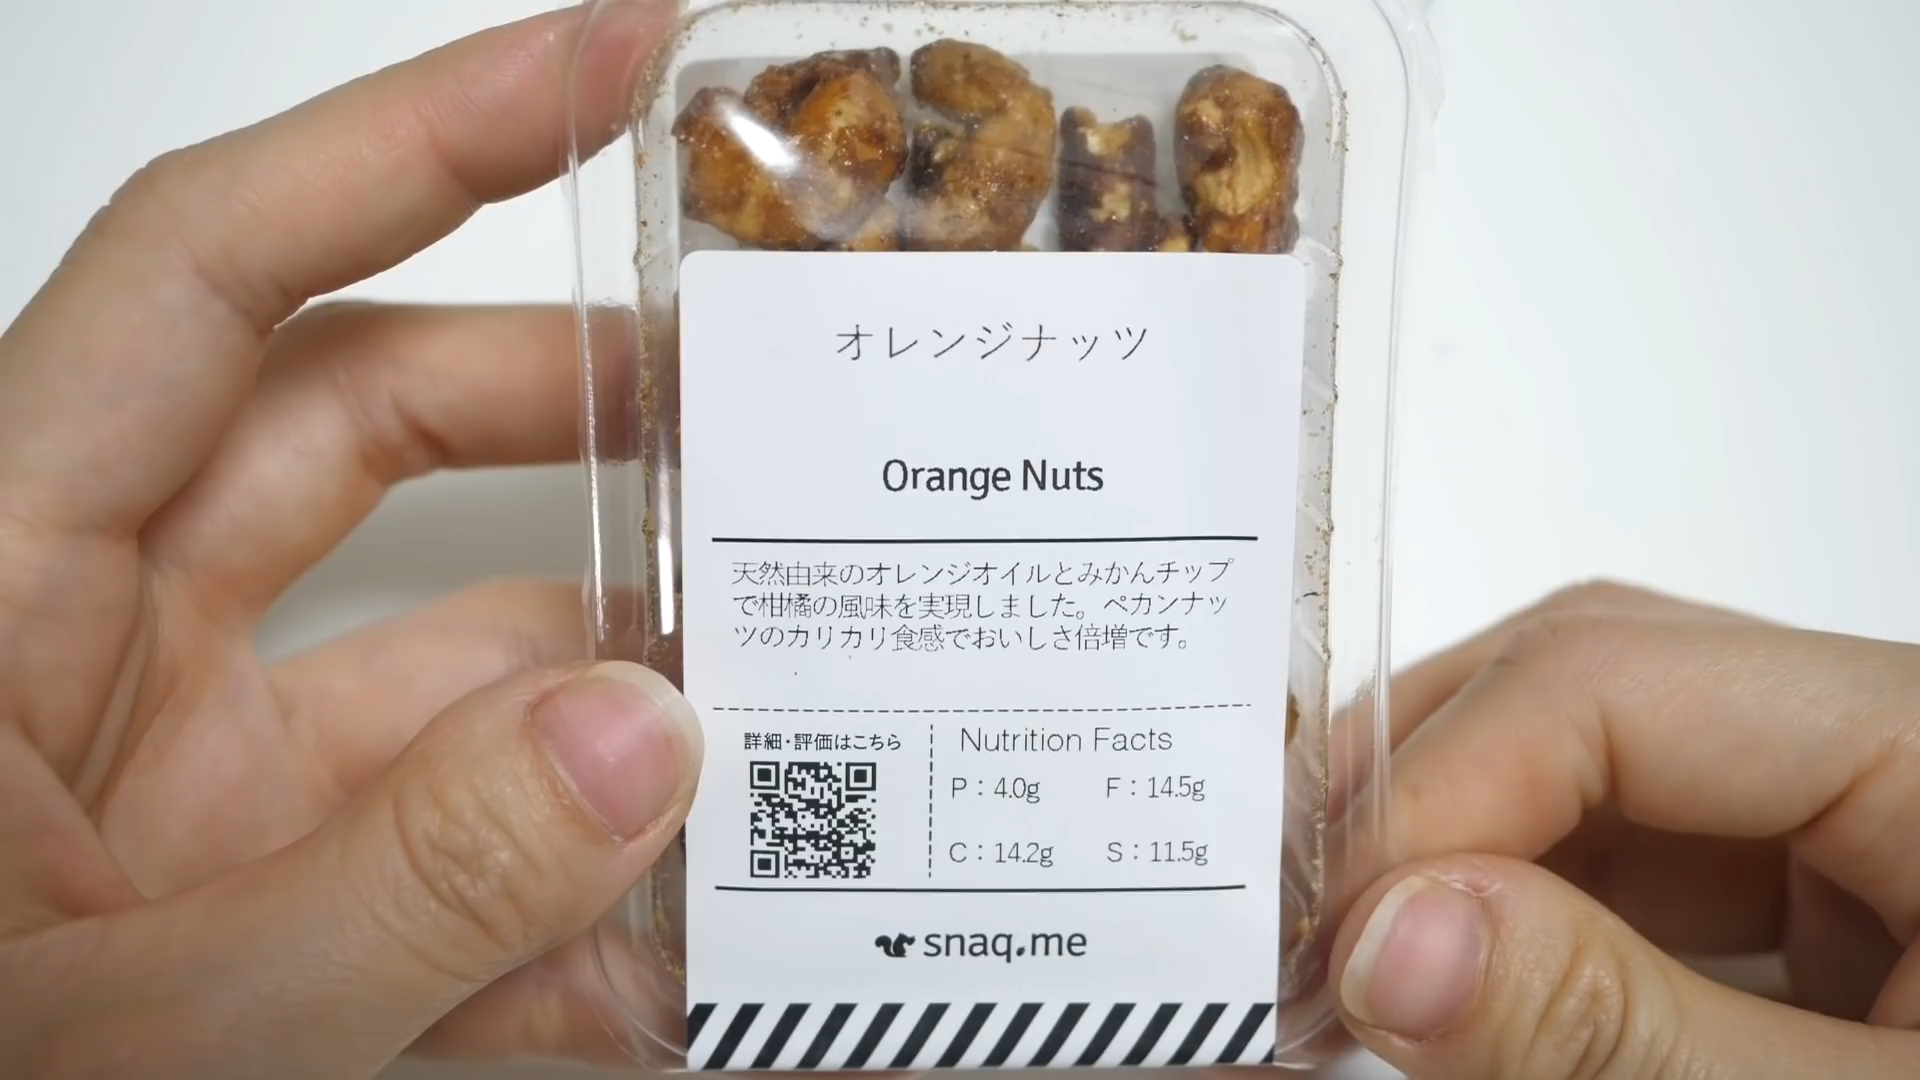 オレンジナッツ
Orange Nuts
天然由来のオレンジオイルとみかんチップ
で柑橘の風味を実現しました。ペカンナッ
ツのカリカリ食感でおいしさ倍増です。
詳細・評価はこちら
Nutrition Facts
P：4.0g F：14.5g
C：14.2g S：11.5g
snaq.me